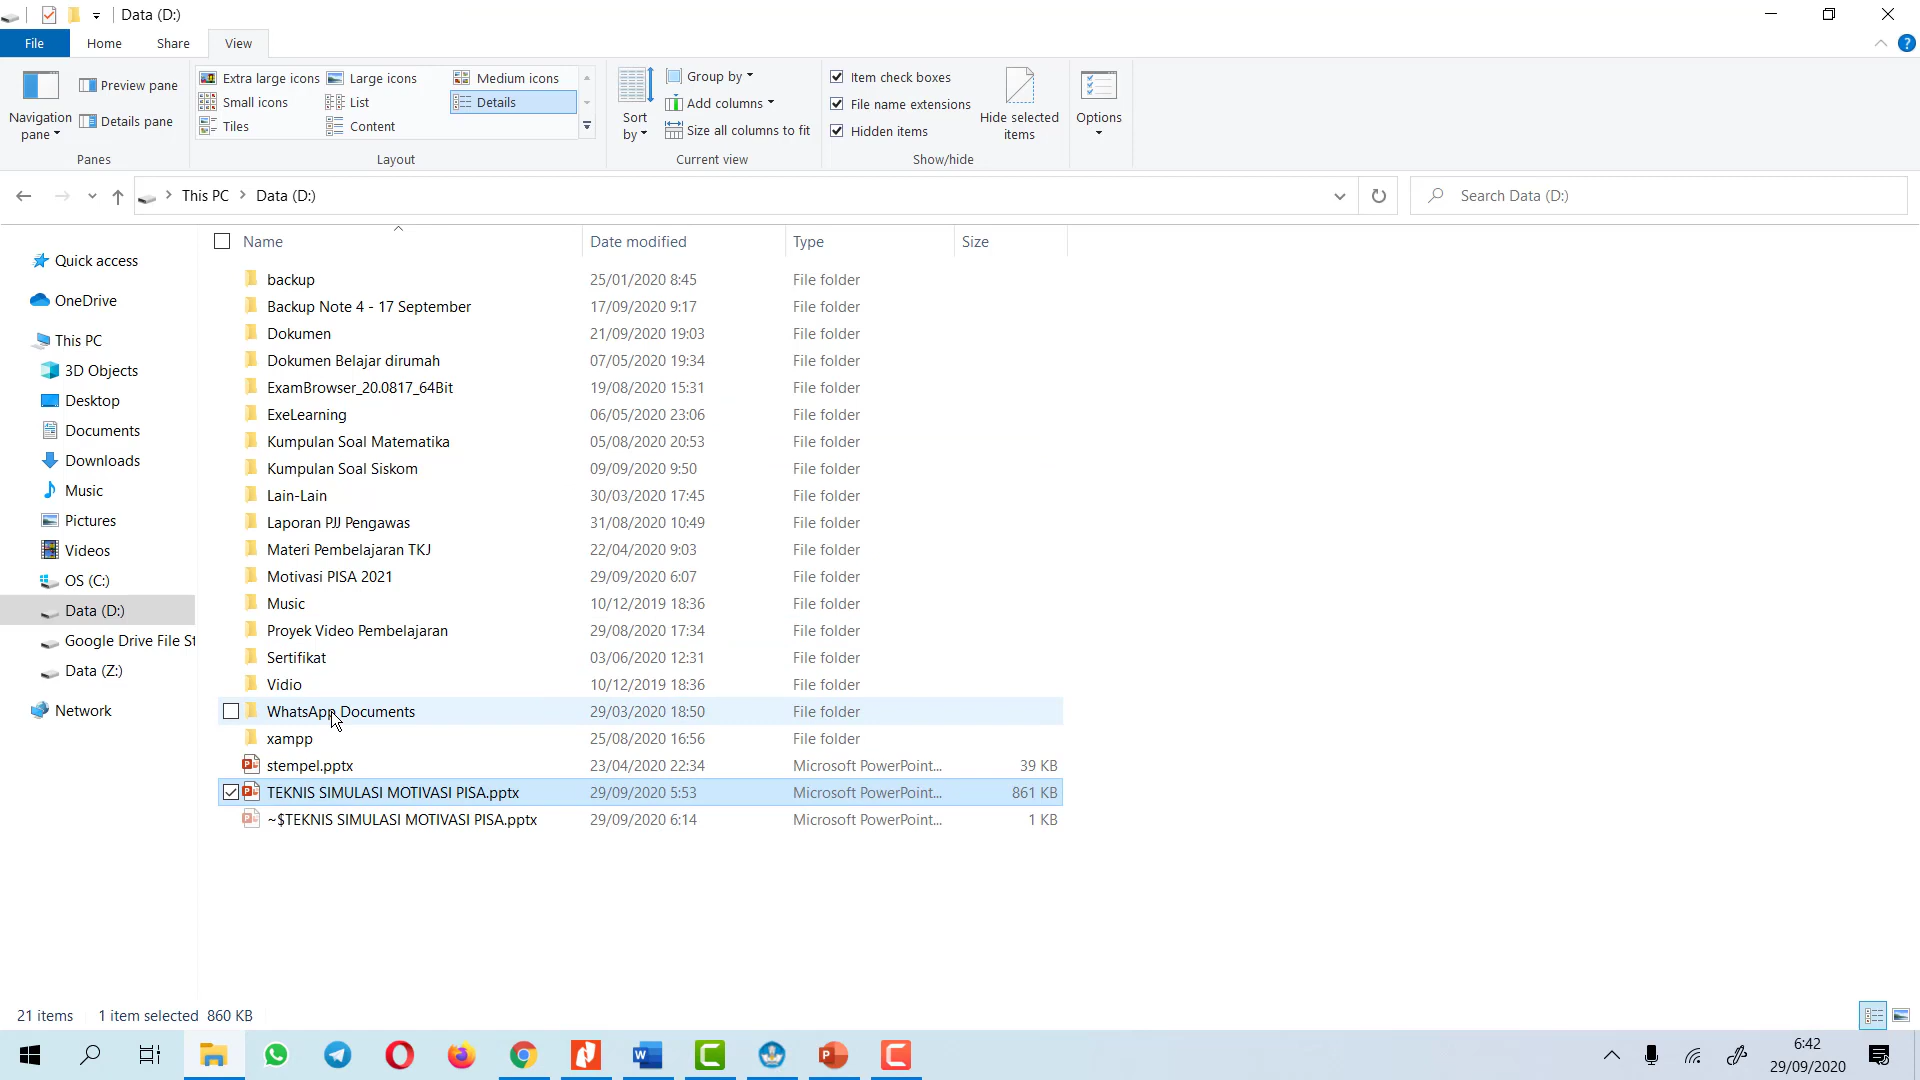 Data (D:)
File Home Share View
Navigation pane
Preview pane
Details pane
Panes
Extra large icons Large icons Medium icons
Small icons List Details
Tiles Content
Layout
Sort by
Group by
Add columns
Size all columns to fit
Current view
Item check boxes
File name extensions
Hidden items
Hide selected items
Show/hide
Options
This PC Data (D:)
Search Data (D:)
Quick access
OneDrive
This PC
3D Objects
Desktop
Documents
Downloads
Music
Pictures
Videos
OS (C:)
Data (D:)
Google Drive File St
Data (Z:)
Network
Name Date modified Type Size
backup 25/01/2020 8:45 File folder
Backup Note 4 - 17 September 17/09/2020 9:17 File folder
Dokumen 21/09/2020 19:03 File folder
Dokumen Belajar dirumah 07/05/2020 19:34 File folder
ExamBrowser_20.0817_64Bit 19/08/2020 15:31 File folder
ExeLearning 06/05/2020 23:06 File folder
Kumpulan Soal Matematika 05/08/2020 20:53 File folder
Kumpulan Soal Siskom 09/09/2020 9:50 File folder
Lain-Lain 30/03/2020 17:45 File folder
Laporan PJJ Pengawas 31/08/2020 10:49 File folder
Materi Pembelajaran TKJ 22/04/2020 9:03 File folder
Motivasi PISA 2021 29/09/2020 6:07 File folder
Music 10/12/2019 18:36 File folder
Proyek Video Pembelajaran 29/08/2020 17:34 File folder
Sertifikat 03/06/2020 12:31 File folder
Vidio 10/12/2019 18:36 File folder
WhatsApp Documents 29/03/2020 18:50 File folder
xampp 25/08/2020 16:56 File folder
stempel.pptx 23/04/2020 22:34 Microsoft PowerPoint... 39 KB
TEKNIS SIMULASI MOTIVASI PISA.pptx 29/09/2020 5:53 Microsoft PowerPoint... 861 KB
~$TEKNIS SIMULASI MOTIVASI PISA.pptx 29/09/2020 6:14 Microsoft PowerPoint... 1 KB
21 items 1 item selected 860 KB
6:42
29/09/2020